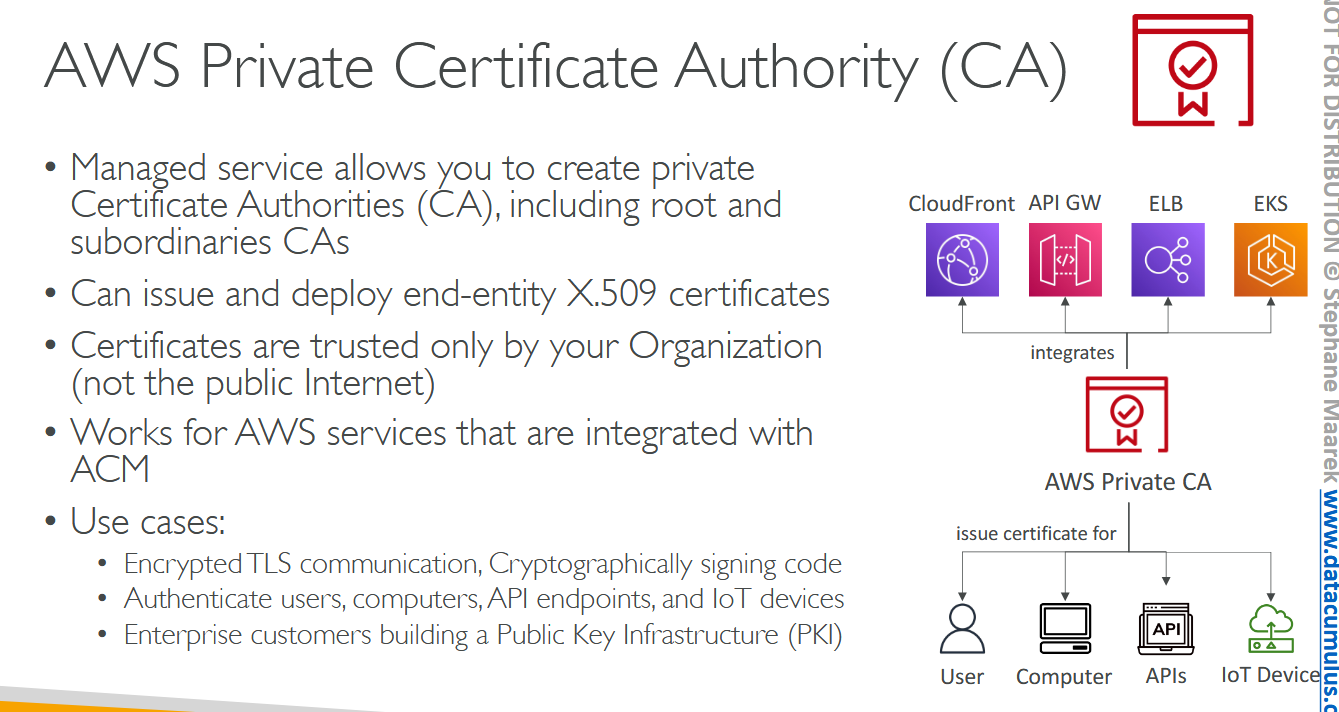 AWS Private Certificate Authority (CA)
• Managed service allows you to create private
Certificate Authorities (CA), including root and
subordinaries CAs
• Can issue and deploy end-entity X.509 certificates
• Certificates are trusted only by your Organization
(not the public Internet)
• Works for AWS services that are integrated with
ACM
• Use cases:
• Encrypted TLS communication, Cryptographically signing code
• Authenticate users, computers, API endpoints, and IoT devices
• Enterprise customers building a Public Key Infrastructure (PKI)
CloudFront API GW ELB EKS
K
integrates
AWS Private CA
issue certificate for
API
User Computer APIs IoT Device
NOT FOR DISTRIBUTION © Stephane Maarek www.datacumulus.c